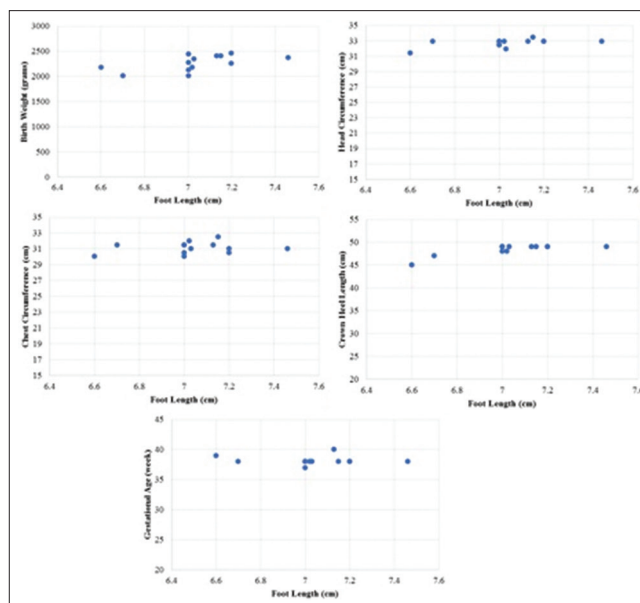 Birth Weight (grams)
3000
2500
2000
1500
1000
500
0
6.4 6.6 6.8 7 7.2 7.4 7.6
Foot Length (cm)
Head Circumference (cm)
35
33
31
29
27
25
23
21
19
17
15
6.4 6.6 6.8 7 7.2 7.4 7.6
Foot Length (cm)
Chest Circumference (cm)
35
33
31
29
27
25
23
21
19
17
15
6.4 6.6 6.8 7 7.2 7.4 7.6
Foot Length (cm)
Crown Heel Length (cm)
55
50
45
40
35
30
25
20
6.4 6.6 6.8 7 7.2 7.4 7.6
Foot Length (cm)
Gestational Age (week)
45
40
35
30
25
20
6.4 6.6 6.8 7 7.2 7.4 7.6
Foot Length (cm)